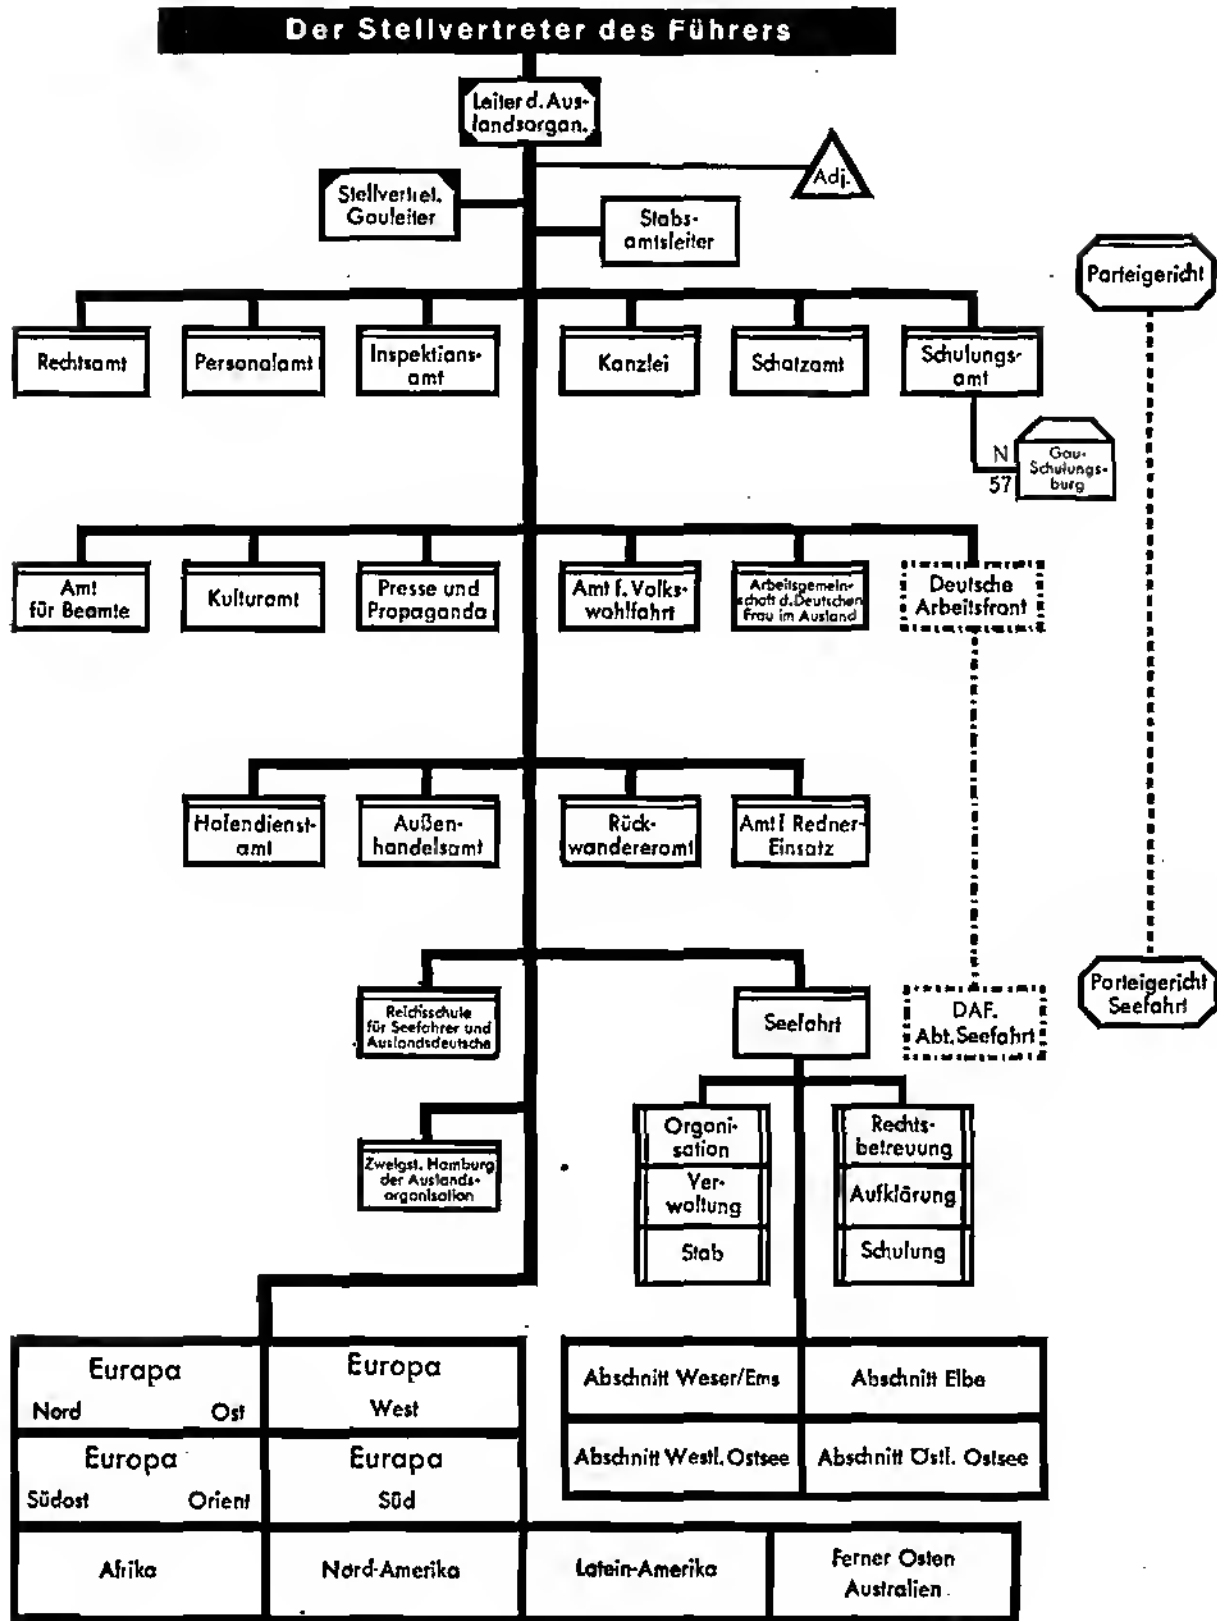 Der Stellvertreter des Führers
Leiter d. Aus-
landsorgan.
Adj.
Stellvertret.
Gauleiter
Stabs-
amtsleiter
Parteigericht
Rechtsamt
Personalamt
Inspektions-
amt
Kanzlei
Schatzamt
Schulungs-
amt
N
57
Gau-
Schulungs-
burg
Amt
für Beamte
Kulturamt
Presse und
Propaganda
Amt f. Volks-
wohlfahrt
Arbeitsgemein-
schaft d. Deutschen
Frau im Ausland
Deutsche
Arbeitsfront
Hafendienst-
amt
Außen-
handelsamt
Rück-
wandereramt
Amt f Redner-
Einsatz
Reichsschule
für Seefahrer und
Auslandsdeutsche
Seefahrt
DAF.
Abt. Seefahrt
Parteigericht
Seefahrt
Zweigst. Hamburg
der Auslands-
organisation
Organi-
sation
Ver-
waltung
Stab
Rechts-
betreuung
Aufklärung
Schulung
Europa
Nord Ost
Europa
West
Europa
Südost Orient
Europa
Süd
Afrika
Nord-Amerika
Latein-Amerika
Ferner Osten
Australien
Abschnitt Weser/Ems
Abschnitt Elbe
Abschnitt Westl. Ostsee
Abschnitt Östl. Ostsee